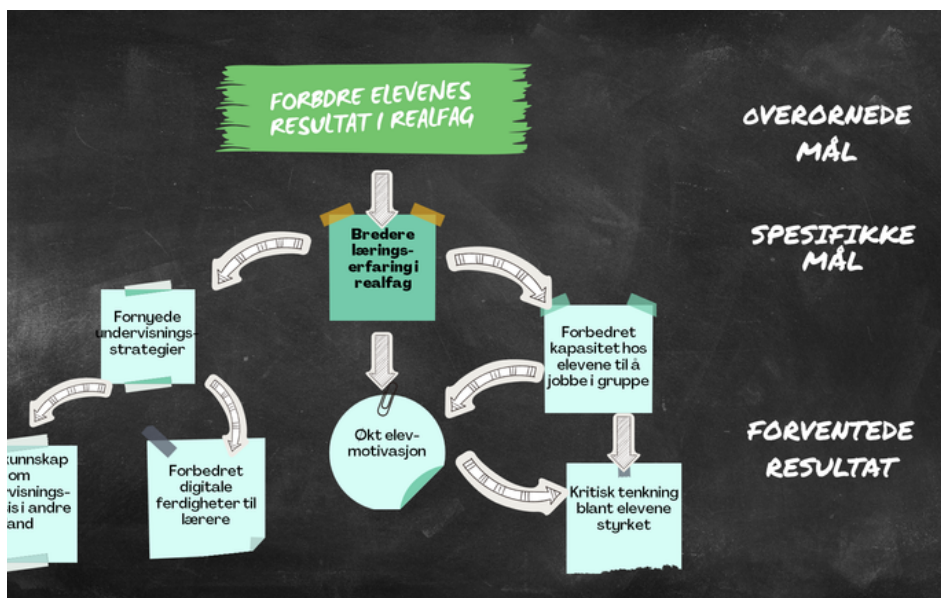 FORBDRE ELEVENES
RESULTAT I REALFAG
OVERORNEDE
MÅL
SPESIFIKKE
MÅL
Bredere
lærings-
erfaring i
realfag
Fornyede
undervisnings-
strategier
Forbedret
kapasitet hos
elevene til å
jobbe i gruppe
FORVENTEDE
RESULTAT
kunnskap
om
rvisnings-
sis i andre
land
Forbedret
digitale
ferdigheter til
lærere
Økt elev-
motivasjon
Kritisk tenkning
blant elevene
styrket